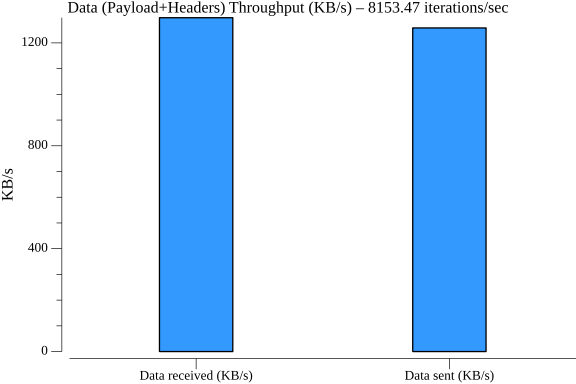 Data (Payload+Headers) Throughput (KB/s) – 8153.47 iterations/sec
KB/s
1200
800
400
0
Data received (KB/s)
Data sent (KB/s)